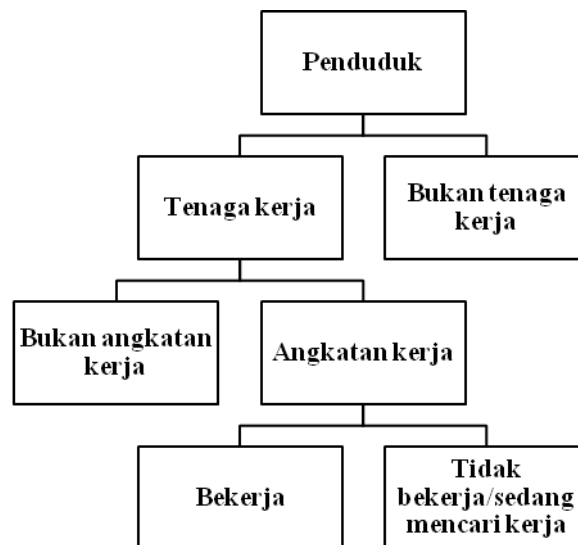 Penduduk
Tenaga kerja
Bukan tenaga
kerja
Bukan angkatan
kerja
Angkatan kerja
Bekerja
Tidak
bekerja/sedang
mencari kerja